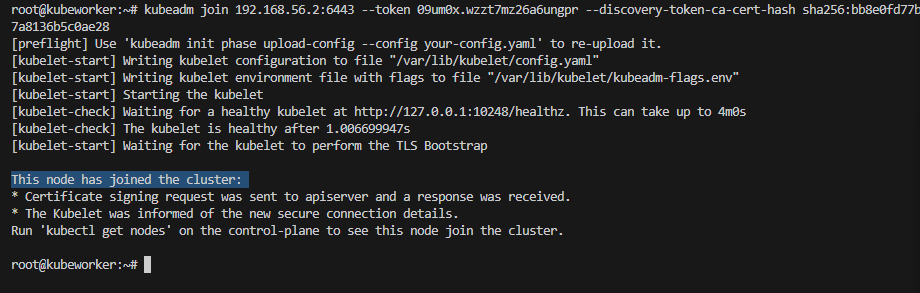 root@kubeworker:~# kubeadm join 192.168.56.2:6443 --token 09um0x.wzzt7mz26a6ungpr --discovery-token-ca-cert-hash sha256:bb8e0fd77b
7a8136b5c0ae28
[preflight] Use 'kubeadm init phase upload-config --config your-config.yaml' to re-upload it.
[kubelet-start] Writing kubelet configuration to file "/var/lib/kubelet/config.yaml"
[kubelet-start] Writing kubelet environment file with flags to file "/var/lib/kubelet/kubeadm-flags.env"
[kubelet-start] Starting the kubelet
[kubelet-check] Waiting for a healthy kubelet at http://127.0.0.1:10248/healthz. This can take up to 4m0s
[kubelet-check] The kubelet is healthy after 1.006699947s
[kubelet-start] Waiting for the kubelet to perform the TLS Bootstrap
This node has joined the cluster:
* Certificate signing request was sent to apiserver and a response was received.
* The Kubelet was informed of the new secure connection details.
Run 'kubectl get nodes' on the control-plane to see this node join the cluster.
root@kubeworker:~#